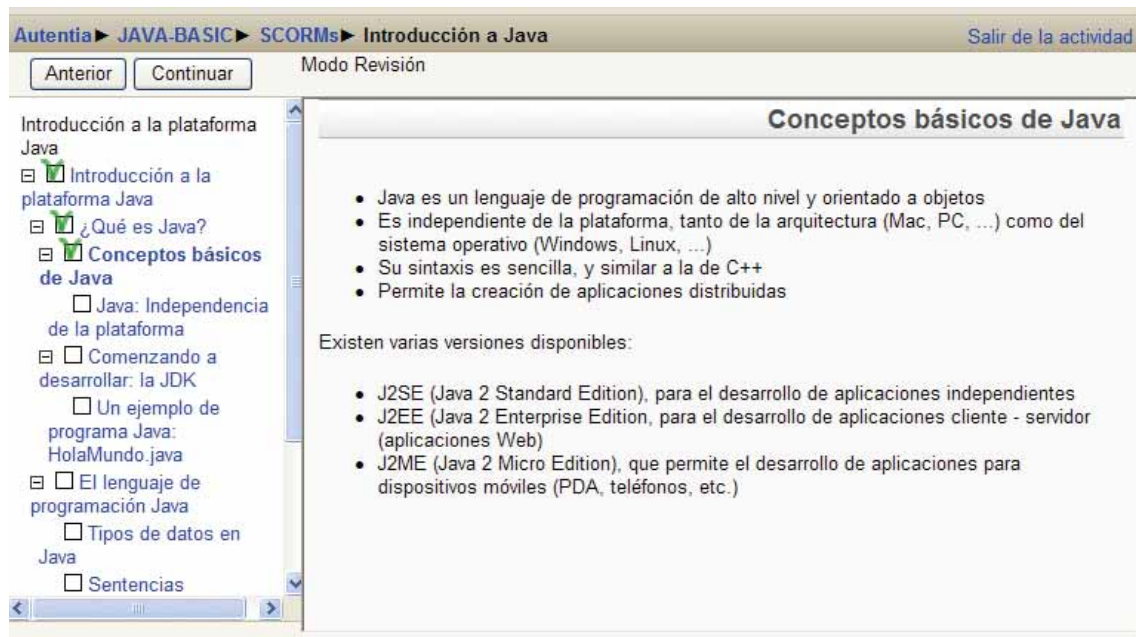 Autentia► JAVA-BASIC► SCORMs► Introducción a Java
Salir de la actividad
Anterior
Continuar
Modo Revisión
Introducción a la plataforma
Java
Introducción a la
plataforma Java
¿Qué es Java?
Conceptos básicos
de Java
Java: Independencia
de la plataforma
Comenzando a
desarrollar: la JDK
Un ejemplo de
programa Java:
HolaMundo.java
El lenguaje de
programación Java
Tipos de datos en
Java
Sentencias
Conceptos básicos de Java
• Java es un lenguaje de programación de alto nivel y orientado a objetos
• Es independiente de la plataforma, tanto de la arquitectura (Mac, PC, ...) como del
sistema operativo (Windows, Linux, ...)
• Su sintaxis es sencilla, y similar a la de C++
• Permite la creación de aplicaciones distribuidas
Existen varias versiones disponibles:
• J2SE (Java 2 Standard Edition), para el desarrollo de aplicaciones independientes
• J2EE (Java 2 Enterprise Edition, para el desarrollo de aplicaciones cliente - servidor
(aplicaciones Web)
• J2ME (Java 2 Micro Edition), que permite el desarrollo de aplicaciones para
dispositivos móviles (PDA, teléfonos, etc.)